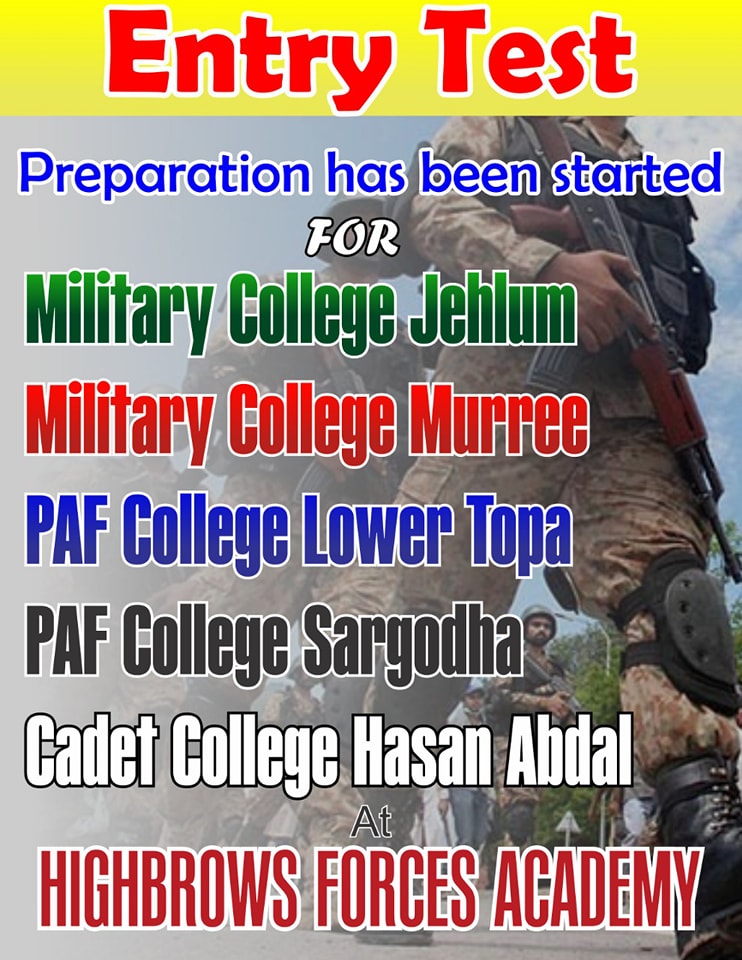 Entry Test
Preparation has been started
FOR
Military College Jehlum
Military College Murree
PAF College Lower Topa
PAF College Sargodha
Cadet College Hasan Abdal
At
HIGHBROWS FORCES ACADEMY